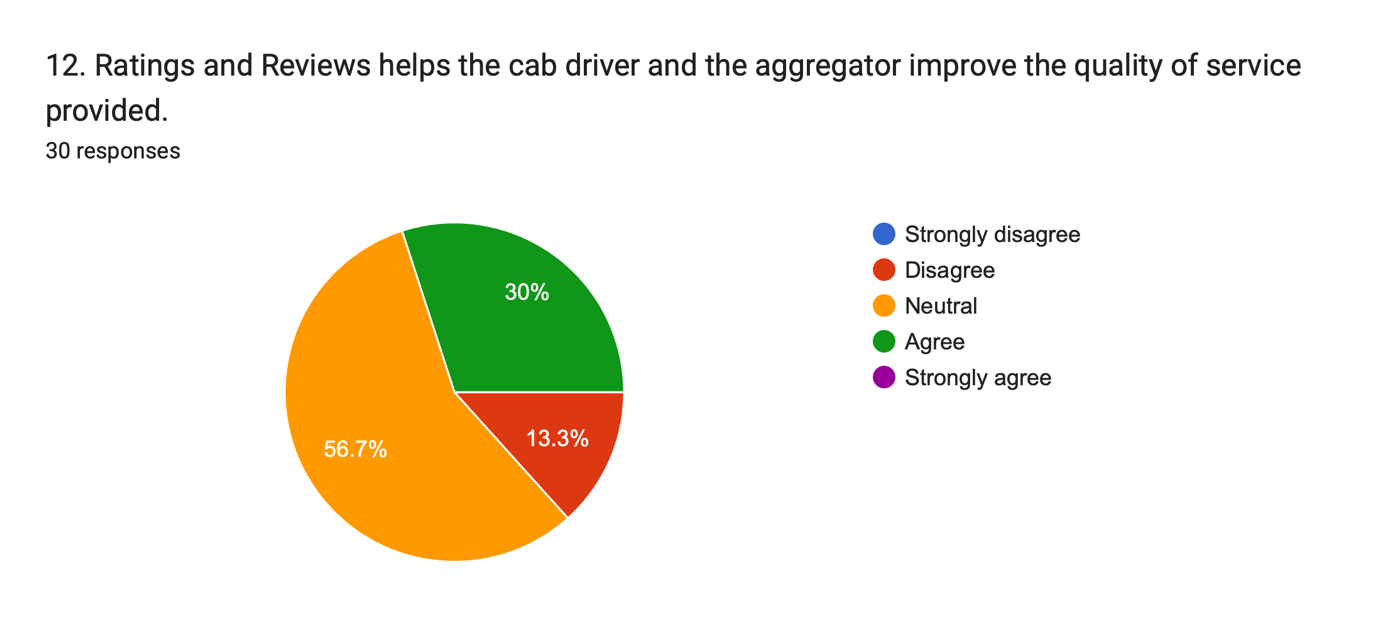 12. Ratings and Reviews helps the cab driver and the aggregator improve the quality of service
provided.
30 responses
30%
13.3%
56.7%
Strongly disagree
Disagree
Neutral
Agree
Strongly agree